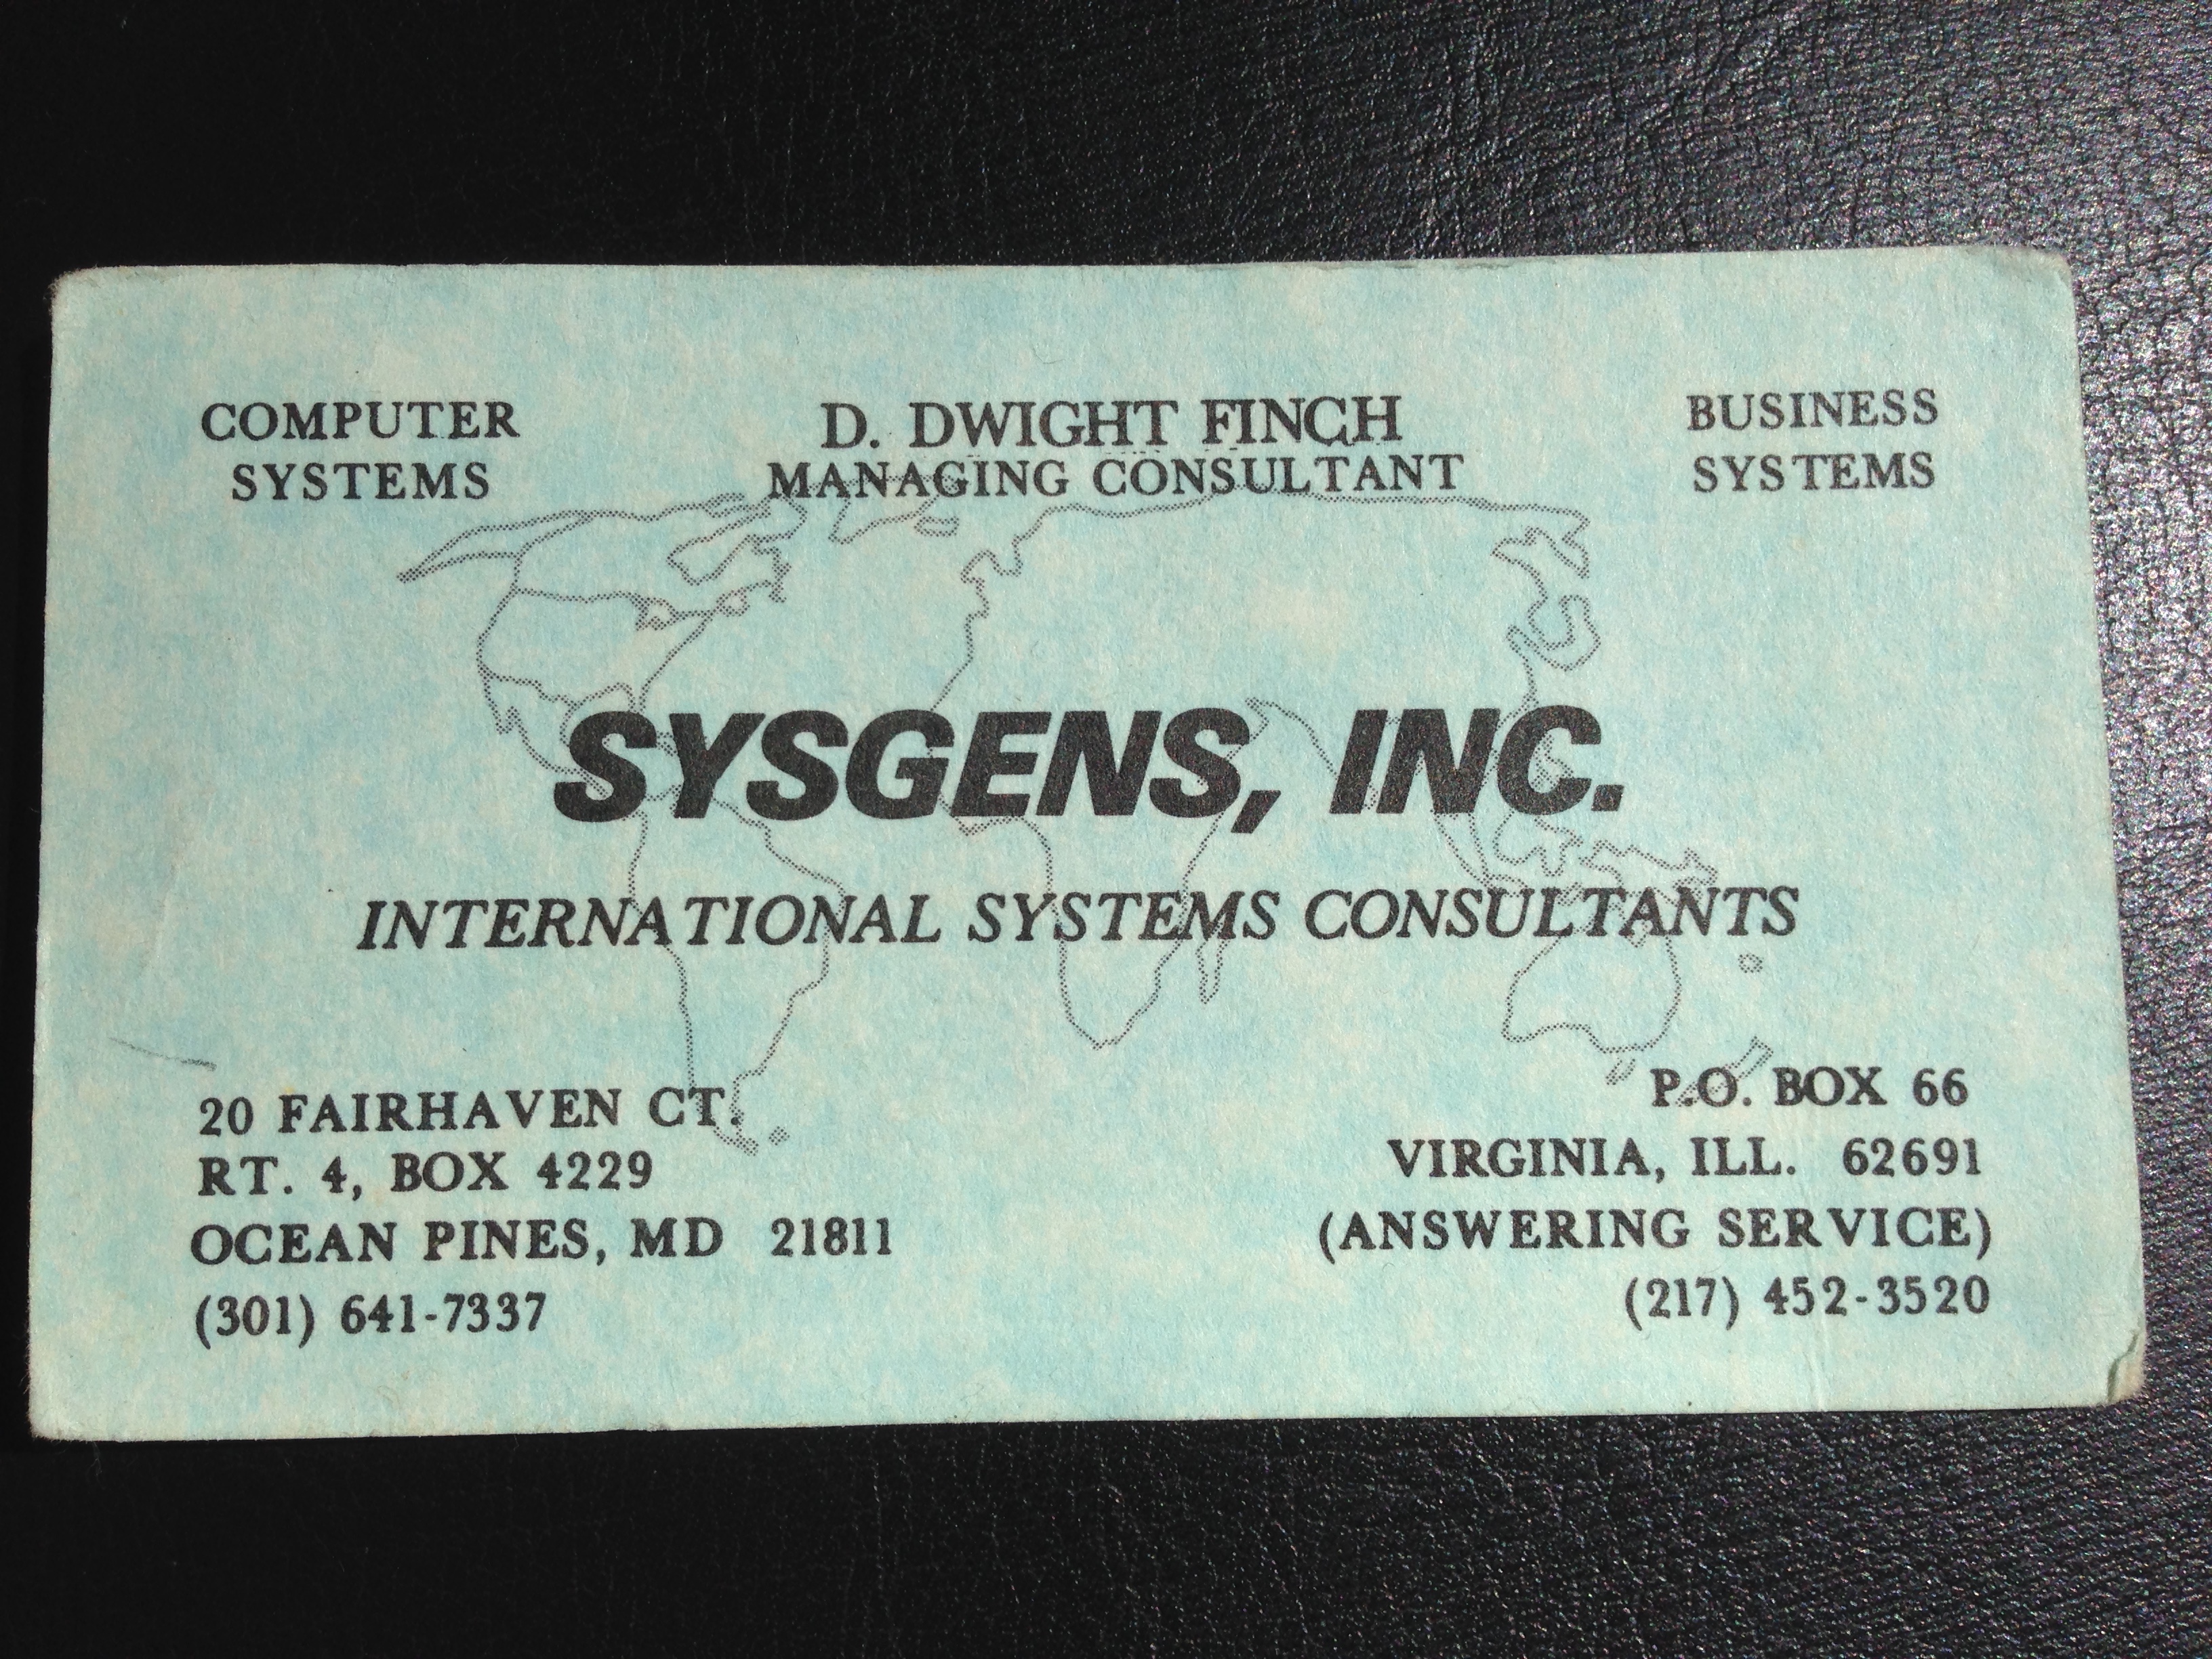 COMPUTER
SYSTEMS
D. DWIGHT FINCH
MANAGING CONSULTANT
BUSINESS
SYSTEMS
SYSGENS, INC.
INTERNATIONAL SYSTEMS CONSULTANTS
20 FAIRHAVEN CT.
RT. 4, BOX 4229
OCEAN PINES, MD 21811
(301) 641-7337
P.O. BOX 66
VIRGINIA, ILL. 62691
(ANSWERING SERVICE)
(217) 452-3520